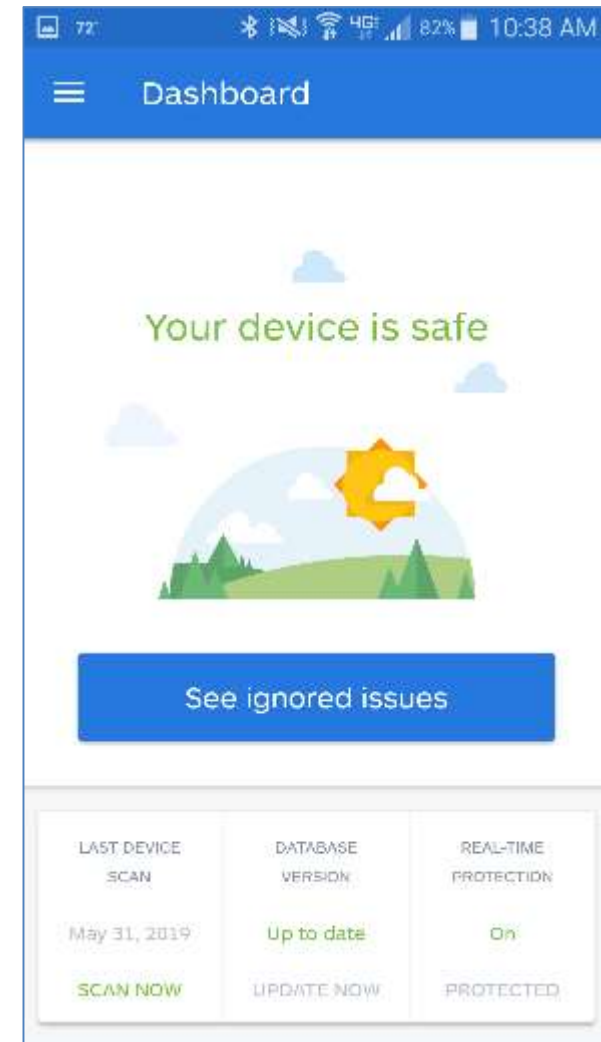 72° 4G 82% 10:38 AM
Dashboard
Your device is safe
See ignored issues
LAST DEVICE
SCAN
May 31, 2019
SCAN NOW
DATABASE
VERSION
Up to date
UPDATE NOW
REAL-TIME
PROTECTION
On
PROTECTED